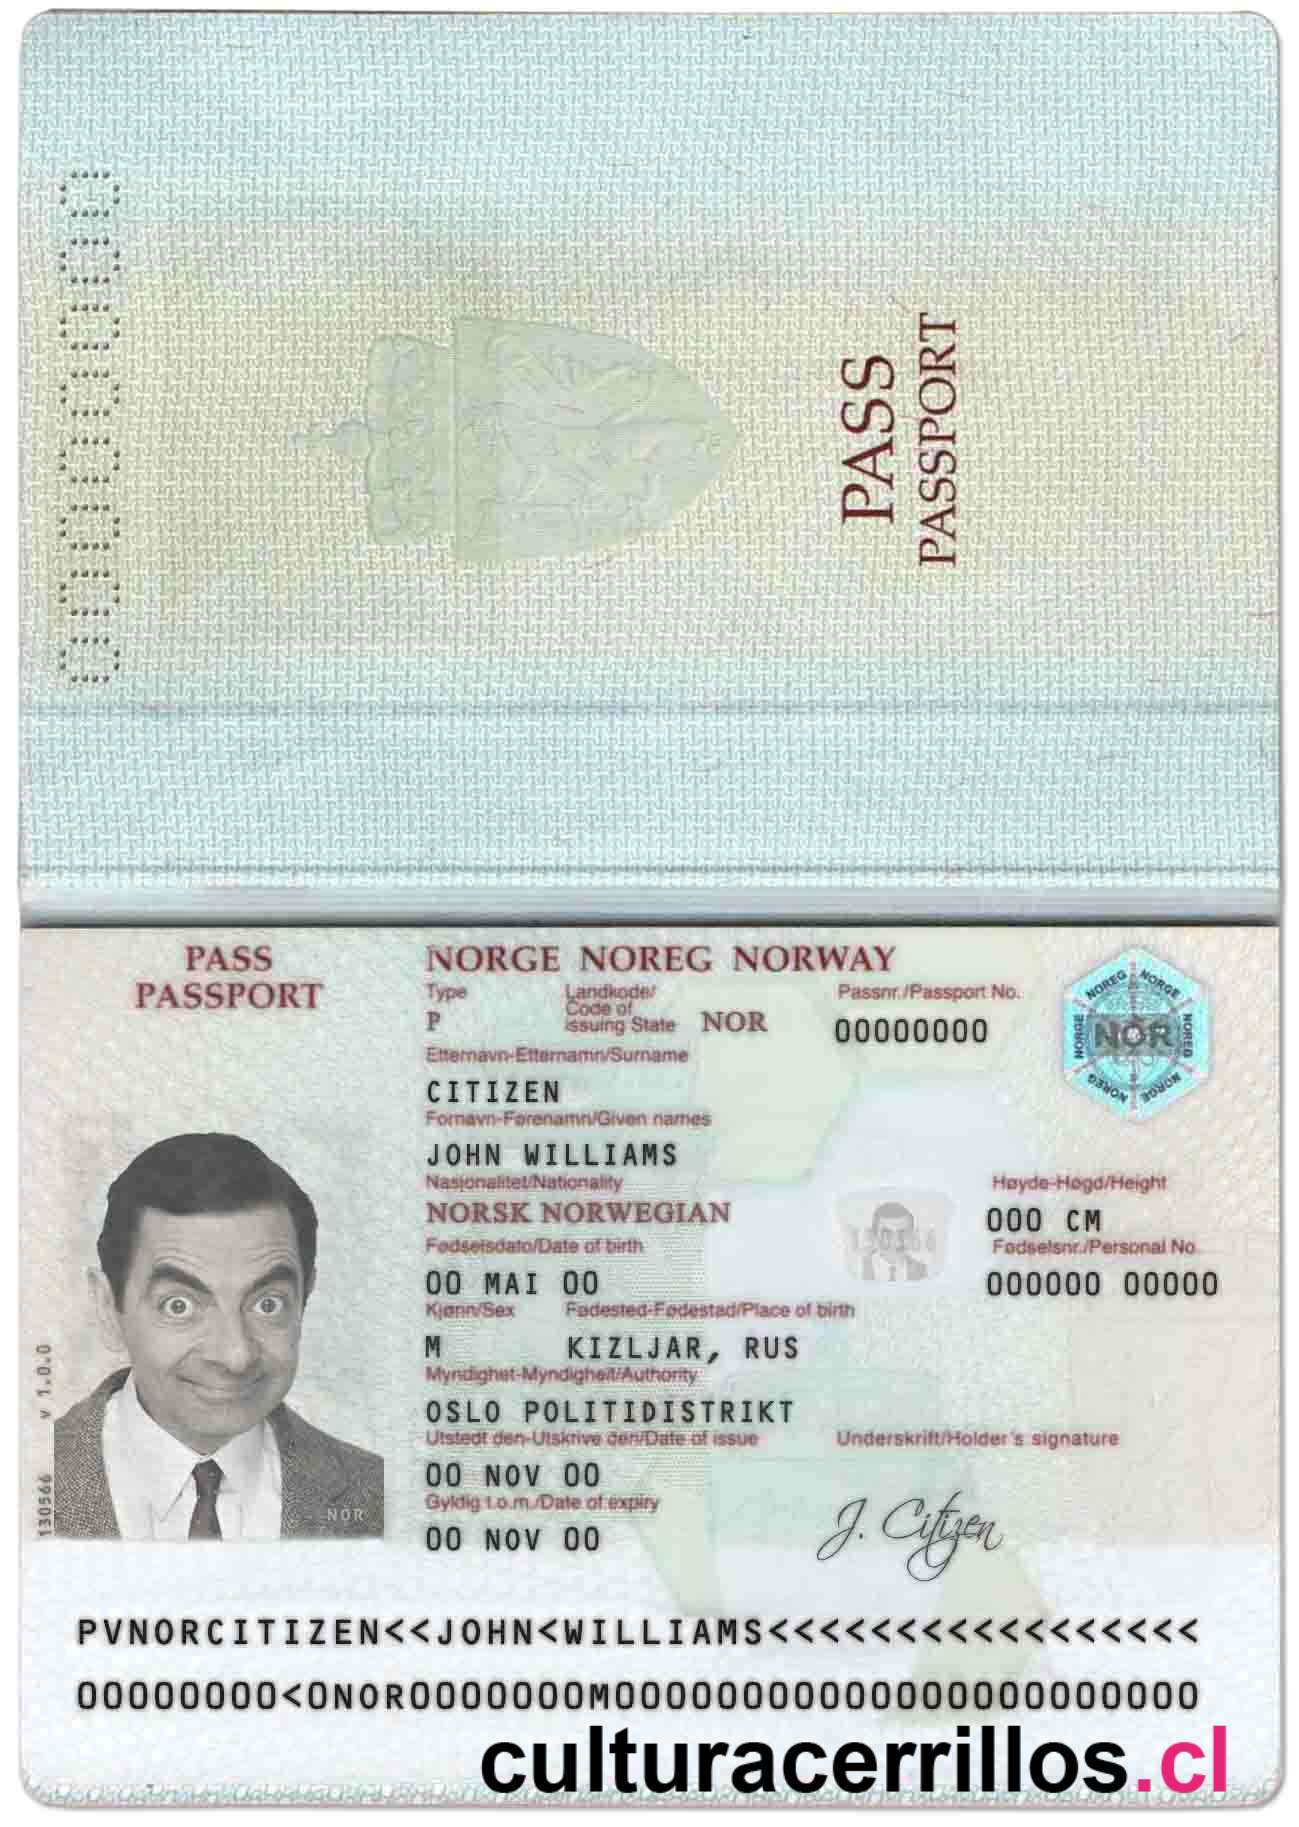 00000000
PASS
PASSPORT
PASS
PASSPORT
NORGE NOREG NORWAY
Type
Landkode/
Code of
issuing State
Passnr./Passport No.
P
NOR
00000000
Etternavn-Etternamn/Surname
CITIZEN
Fornavn-Førenamn/Given names
JOHN WILLIAMS
Nasjonalitet/Nationality
Høyde-Høgd/Height
NORSK NORWEGIAN
000 CM
Fødselsdato/Date of birth
Fødselsnr./Personal No.
00 MAI 00
000000 00000
Kjønn/Sex
Fødested-Fødestad/Place of birth
M
KIZLJAR, RUS
Myndighet-Myndigheit/Authority
OSLO POLITIDISTRIKT
Utstedt den-Utskrive den/Date of issue
Underskrift/Holder's signature
00 NOV 00
Gyldig t.o.m./Date of expiry
00 NOV 00
J. Citizen
NOREG NORGE NOREG NORGE NOREG NORGE
NOR
NOR
130566 v 1.0.0
PVNORCITIZEN<<JOHN<WILLIAMS<<<<<<<<<<<<<<<<<
00000000<0NOR0000000M00000000000000000000000
culturacerrillos.cl